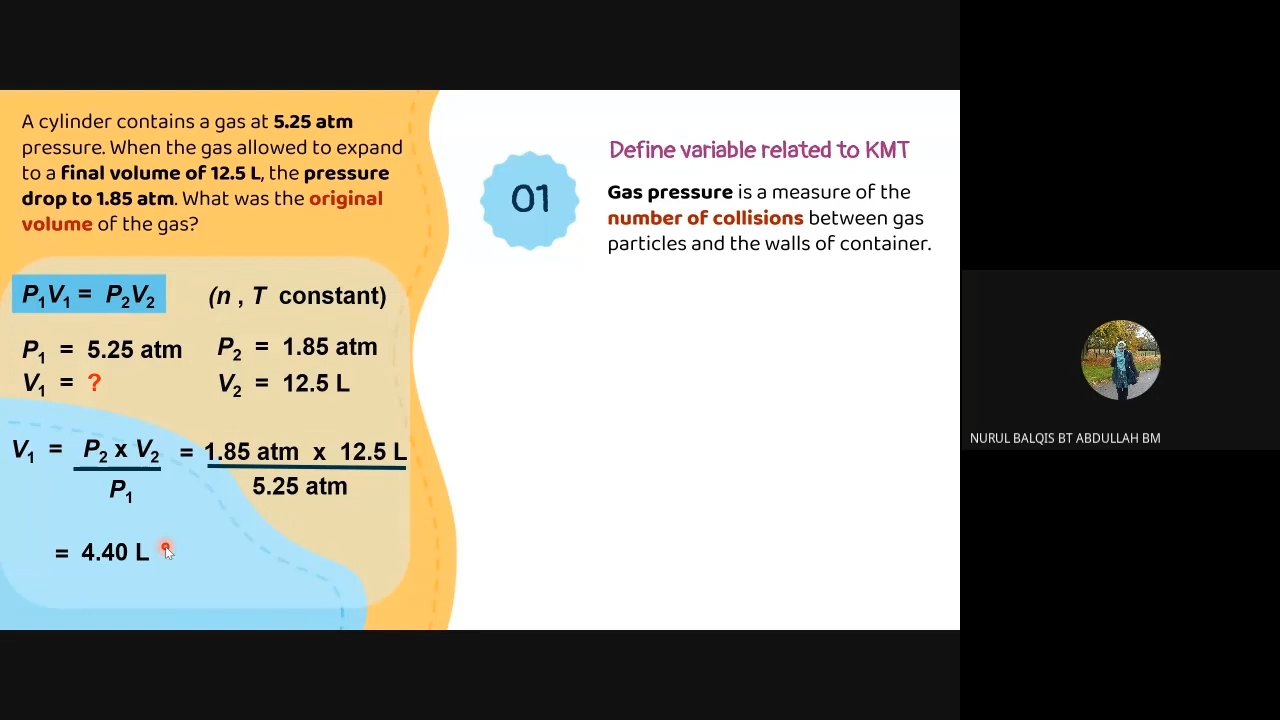 A cylinder contains a gas at 5.25 atm
pressure. When the gas allowed to expand
to a final volume of 12.5 L, the pressure
drop to 1.85 atm. What was the original
volume of the gas?
P₁V₁ = P₂V₂ (n , T constant)
P₁ = 5.25 atm P₂ = 1.85 atm
V₁ = ? V₂ = 12.5 L
V₁ = P₂ x V₂ = 1.85 atm x 12.5 L
P₁ 5.25 atm
= 4.40 L
01
Define variable related to KMT
Gas pressure is a measure of the
number of collisions between gas
particles and the walls of container.
NURUL BALQIS BT ABDULLAH BM